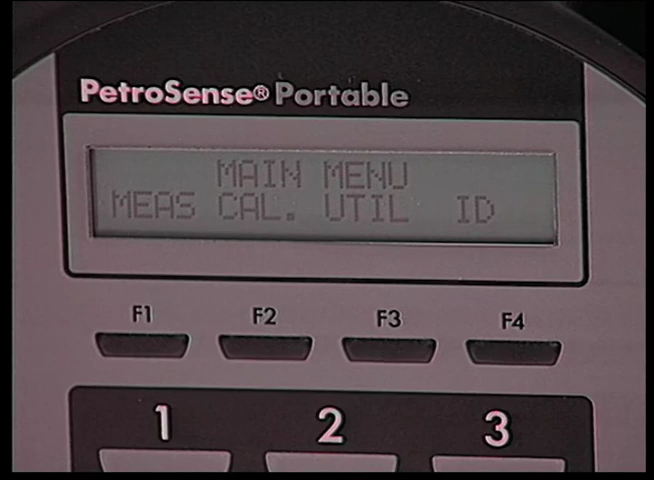 PetroSense® Portable
MAIN MENU
MEAS CAL. UTIL ID
F1 F2 F3 F4
1 2 3